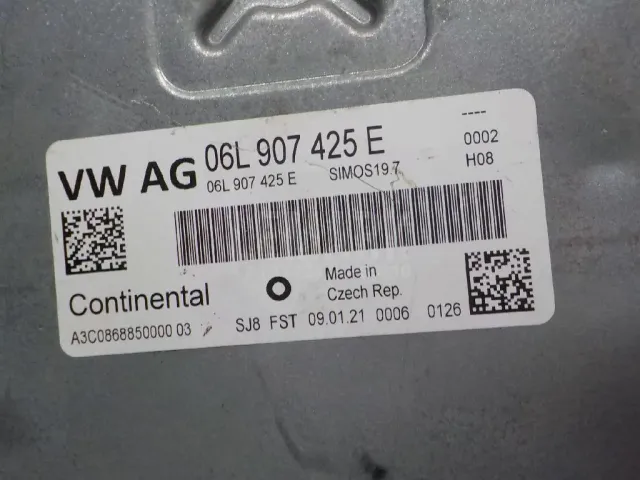 VW AG 06L 907 425 E ----
06L 907 425 E SIMOS19.7 0002
H08
Continental Made in
Czech Rep.
A3C0868850000 03 SJ8 FST 09.01.21 0006 0126